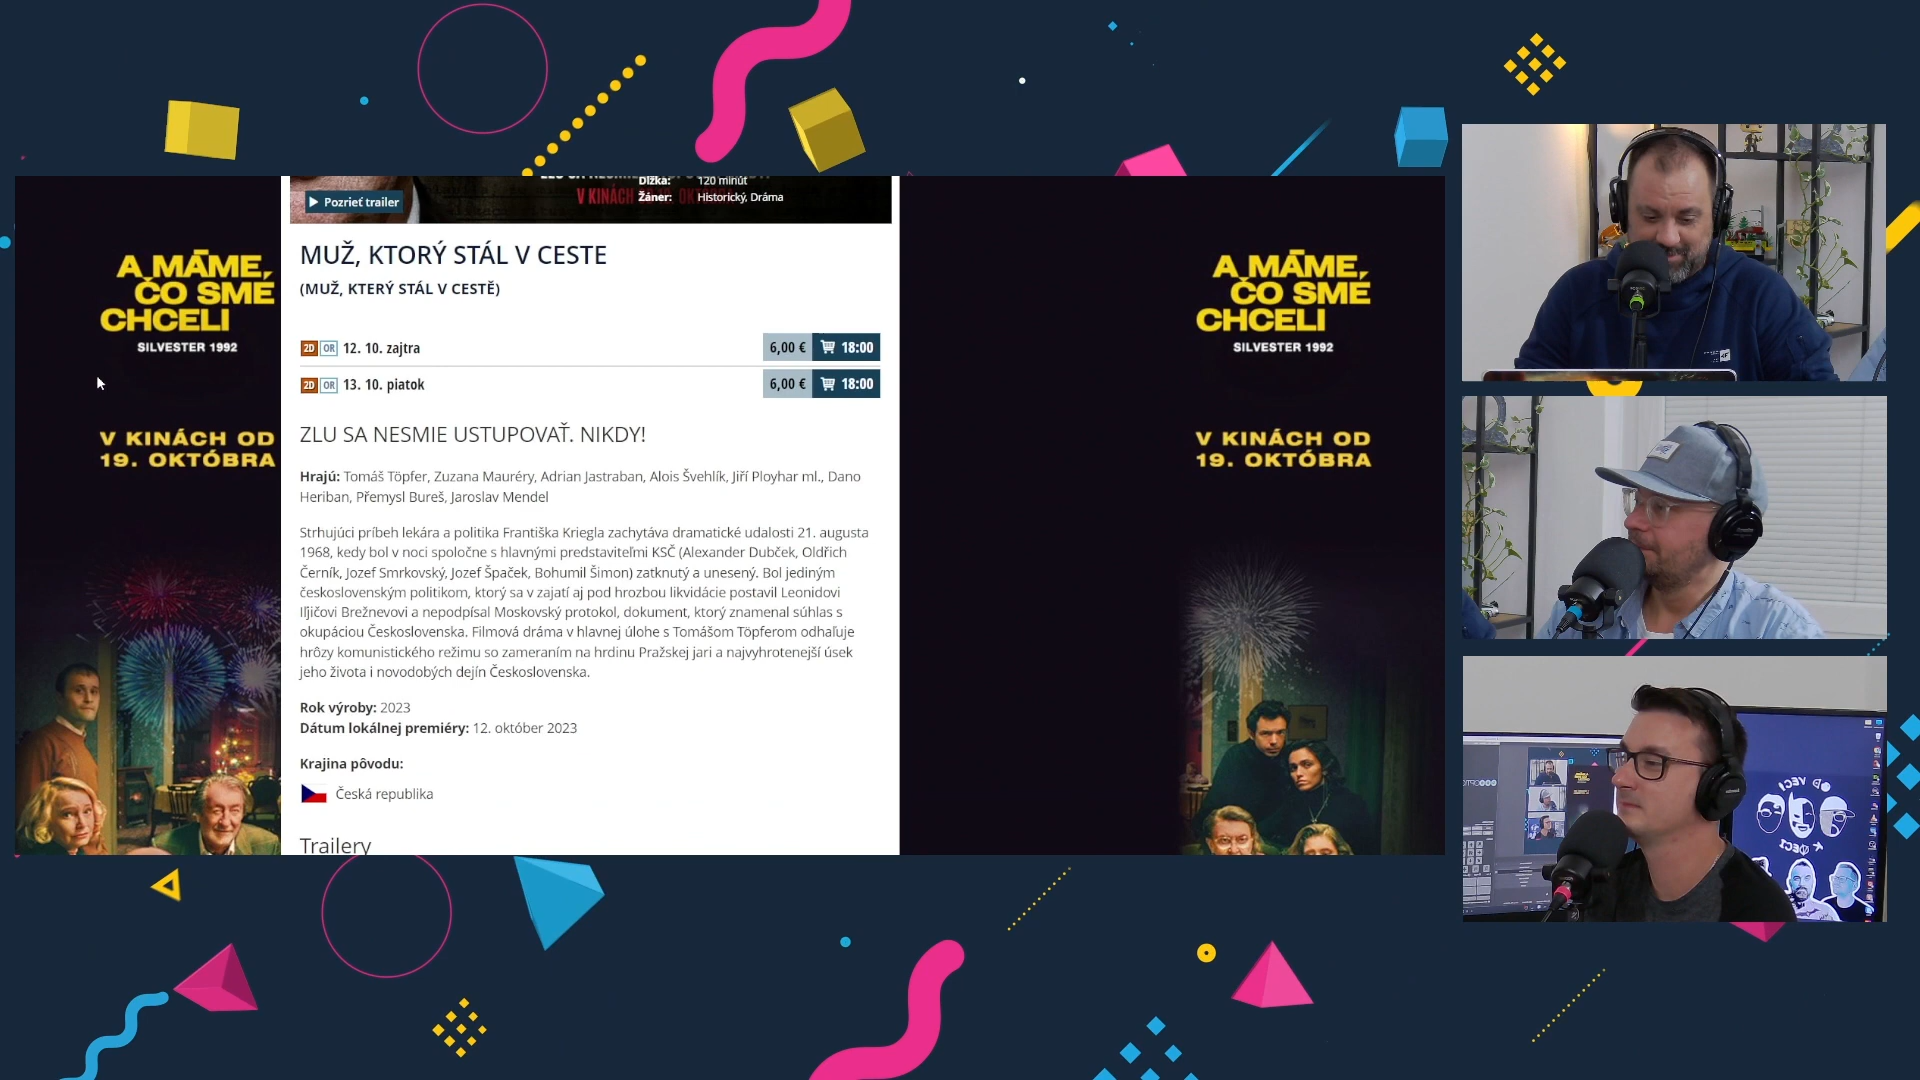 A MÁME,
ČO SME
CHCELI
SILVESTER 1992
V KINÁCH OD
19. OKTÓBRA
Pozrieť trailer
Dĺžka: 120 minút
Žáner: Historický, Dráma
MUŽ, KTORÝ STÁL V CESTE
(MUŽ, KTERÝ STÁL V CESTĚ)
2D OR 12. 10. zajtra 6,00 € 18:00
2D OR 13. 10. piatok 6,00 € 18:00
ZLU SA NESMIE USTUPOVAŤ. NIKDY!
Hrajú: Tomáš Töpfer, Zuzana Mauréry, Adrian Jastraban, Alois Švehlík, Jiří Ployhar ml., Dano
Heriban, Přemysl Bureš, Jaroslav Mendel
Strhujúci príbeh lekára a politika Františka Kriegla zachytáva dramatické udalosti 21. augusta
1968, kedy bol v noci spoločne s hlavnými predstaviteľmi KSČ (Alexander Dubček, Oldřich
Černík, Jozef Smrkovský, Jozef Špaček, Bohumil Šimon) zatknutý a unesený. Bol jediným
československým politikom, ktorý sa v zajatí aj pod hrozbou likvidácie postavil Leonidovi
Iľjičovi Brežnevovi a nepodpísal Moskovský protokol, dokument, ktorý znamenal súhlas s
okupáciou Československa. Filmová dráma v hlavnej úlohe s Tomášom Töpferom odhaľuje
hrôzy komunistického režimu so zameraním na hrdinu Pražskej jari a najvyhrotenejší úsek
jeho života i novodobých dejín Československa.
Rok výroby: 2023
Dátum lokálnej premiéry: 12. október 2023
Krajina pôvodu:
Česká republika
Trailery
A MÁME,
ČO SME
CHCELI
SILVESTER 1992
V KINÁCH OD
19. OKTÓBRA